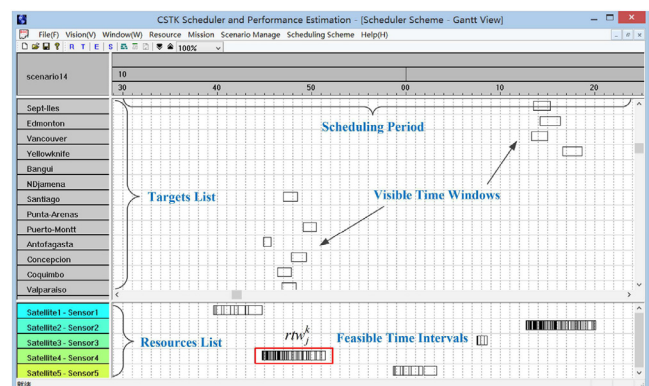 CSTK Scheduler and Performance Estimation - [Scheduler Scheme - Gantt View]
File(F) Vision(V) Window(W) Resource Mission Scenario Manage Scheduling Scheme Help(H)
R T E S 100%
scenario14
10
30 40 50 00 10 20
Sept-Iles
Edmonton
Scheduling Period
Vancouver
Yellowknife
Bangui
NDjamena
Santiago
Targets List
Visible Time Windows
Punta-Arenas
Puerto-Montt
Antofagasta
Concepcion
Coquimbo
Valparaiso
Satellite1 - Sensor1
Satellite2 - Sensor2
Satellite3 - Sensor3
Resources List
rtw_j^k
Feasible Time Intervals
Satellite4 - Sensor4
Satellite5 - Sensor5
就绪